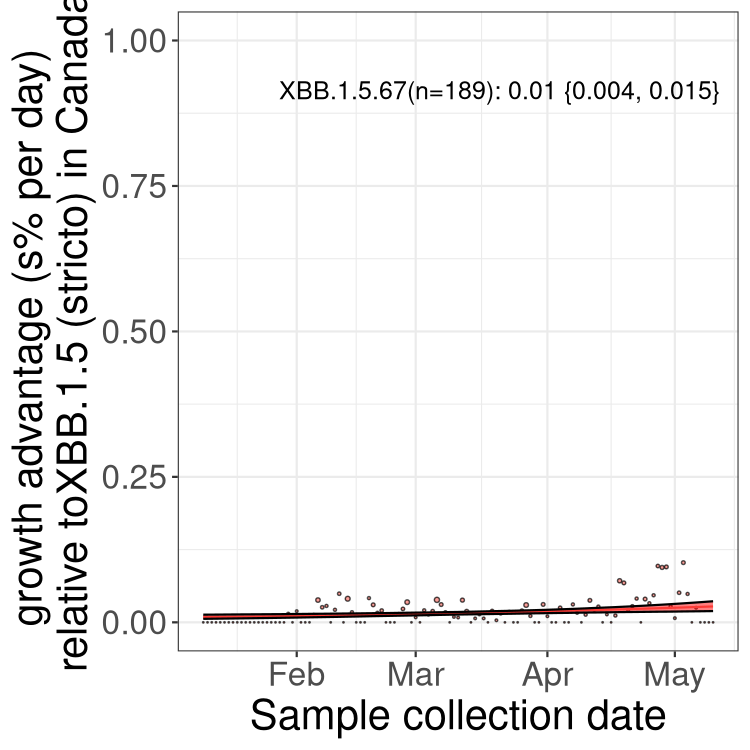 growth advantage (s% per day)
relative toXBB.1.5 (stricto) in Canada
1.00
0.75
0.50
0.25
0.00
XBB.1.5.67(n=189): 0.01 {0.004, 0.015}
Feb Mar Apr May
Sample collection date